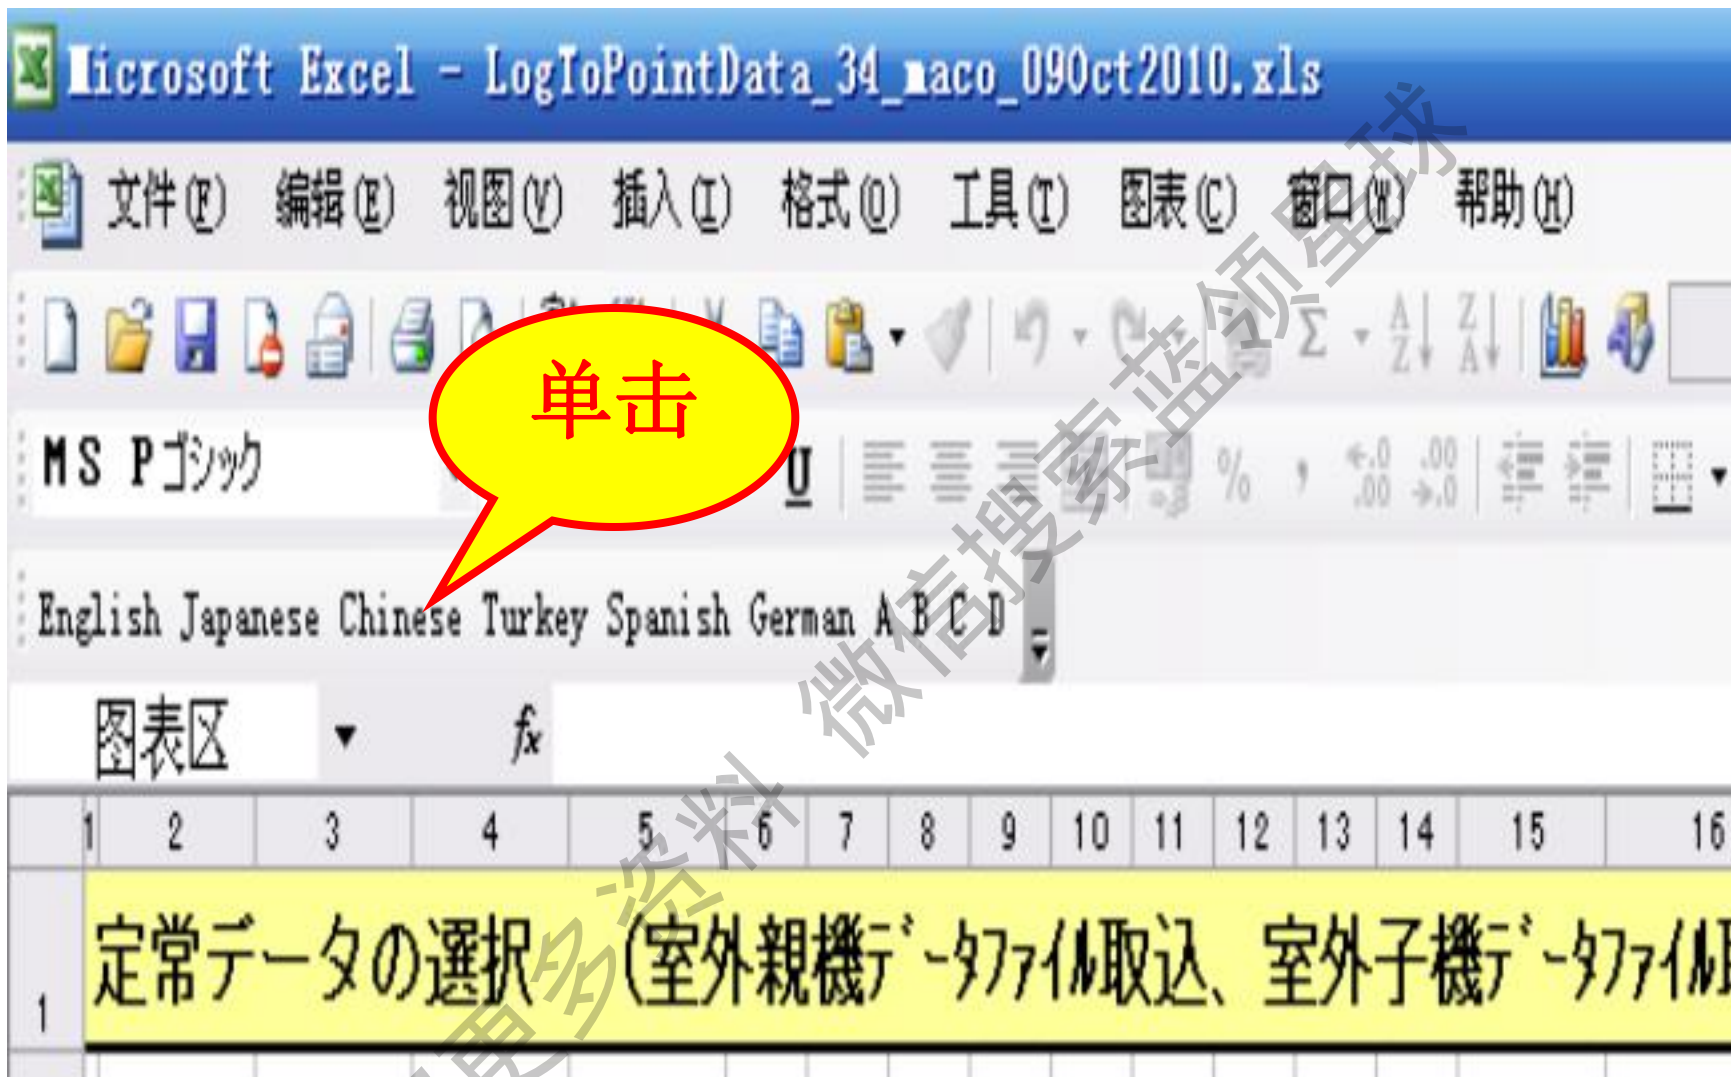 Microsoft Excel - LogToPointData_34_maco_09Oct2010.xls
文件(F) 编辑(E) 视图(V) 插入(I) 格式(O) 工具(T) 图表(C) 窗口(W) 帮助(H)
单击
MS Pゴシック U
English Japanese Chinese Turkey Spanish German A B C D
图表区 fx
1 2 3 4 5 6 7 8 9 10 11 12 13 14 15 16
1 定常データの選択 (室外親機データファイル取込、室外子機データファイル
更多资料 微信搜索蓝领星球